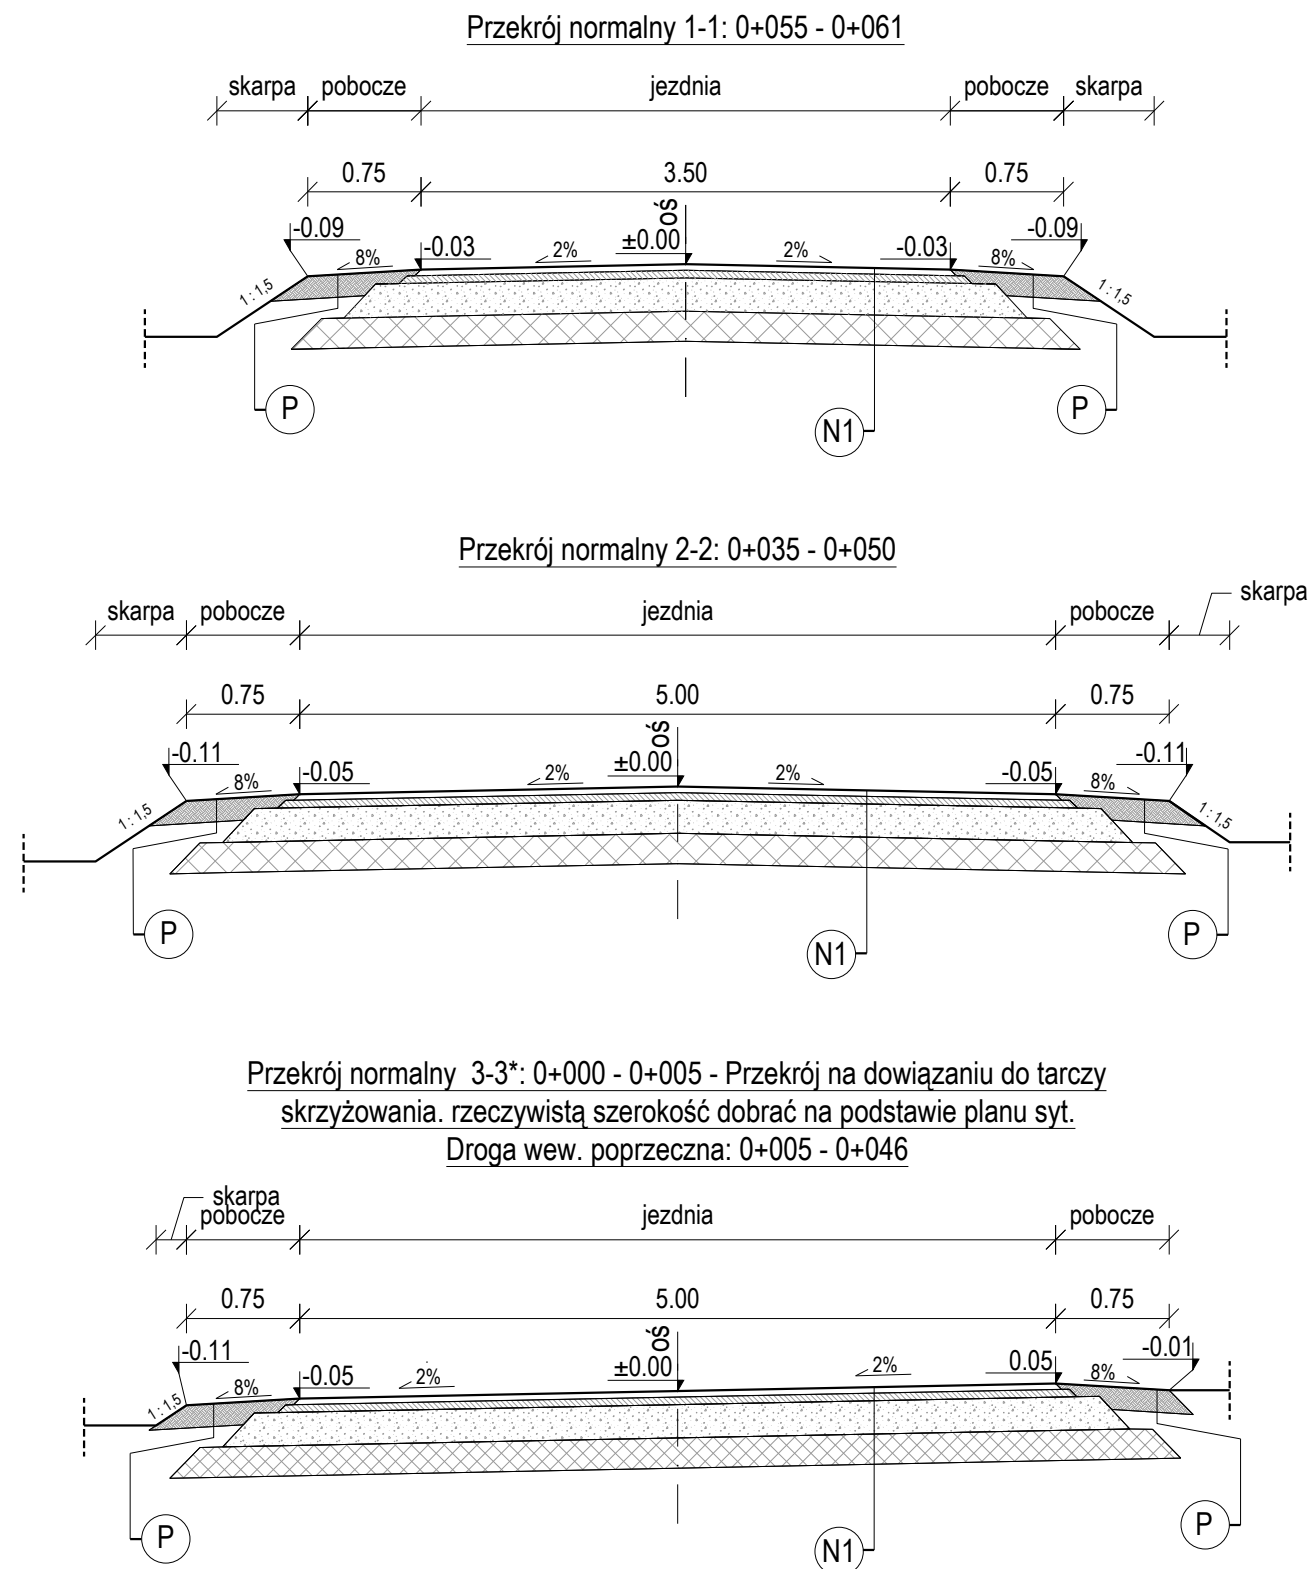 Przekrój normalny 1-1: 0+055 - 0+061
skarpa pobocze jezdnia pobocze skarpa
0.75 3.50 0.75
oś
-0.09 -0.03 ±0.00 -0.03 -0.09
8% 2% 2% 8%
1:1,5 1:1,5
P N1 P
Przekrój normalny 2-2: 0+035 - 0+050
skarpa pobocze jezdnia pobocze skarpa
0.75 5.00 0.75
oś
-0.11 -0.05 ±0.00 -0.05 -0.11
8% 2% 2% 8%
1:1,5 1:1,5
P N1 P
Przekrój normalny 3-3*: 0+000 - 0+005 - Przekrój na dowiązaniu do tarczy
skrzyżowania. rzeczywistą szerokość dobrać na podstawie planu syt.
Droga wew. poprzeczna: 0+005 - 0+046
skarpa
pobocze jezdnia pobocze
0.75 5.00 0.75
oś
-0.11 -0.05 ±0.00 0.05 -0.01
8% 2% 2% 8%
1:1,5
P N1 P